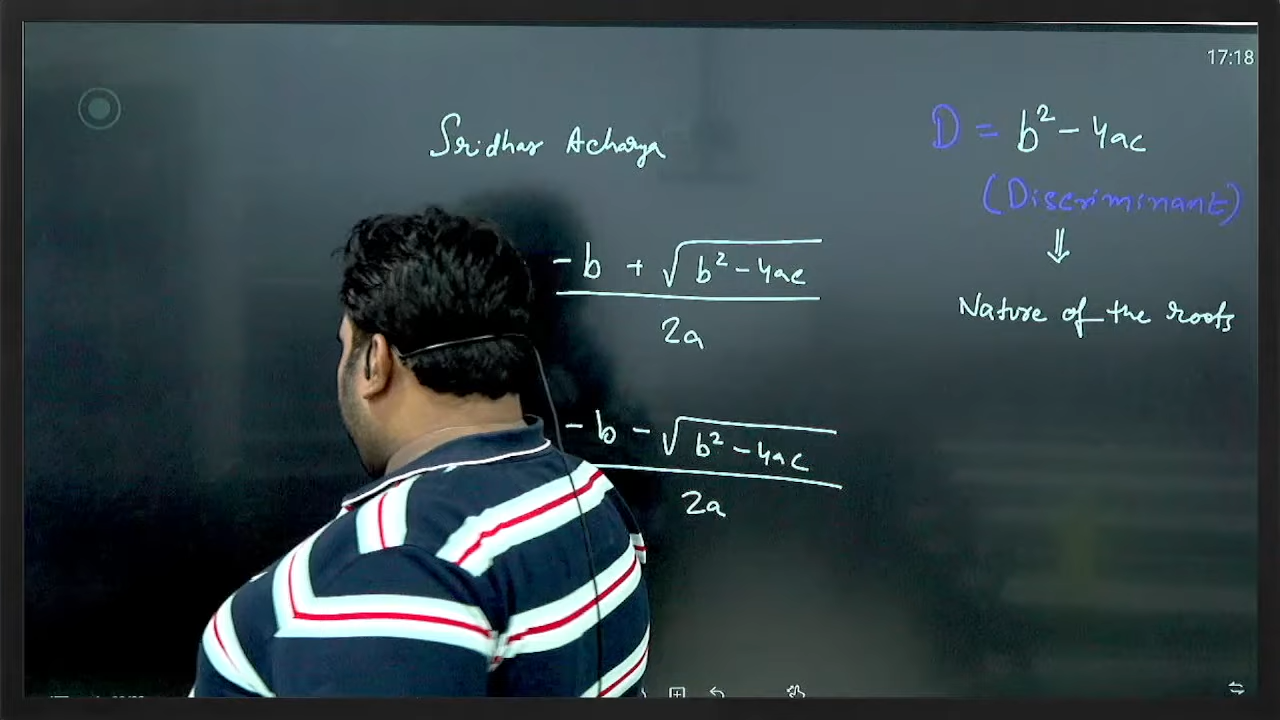 17:18
Sridhar Acharya
-b + √(b² - 4ac)
2a
-b - √(b² - 4ac)
2a
D = b² - 4ac
(Discriminant)
⇓
Nature of the roots